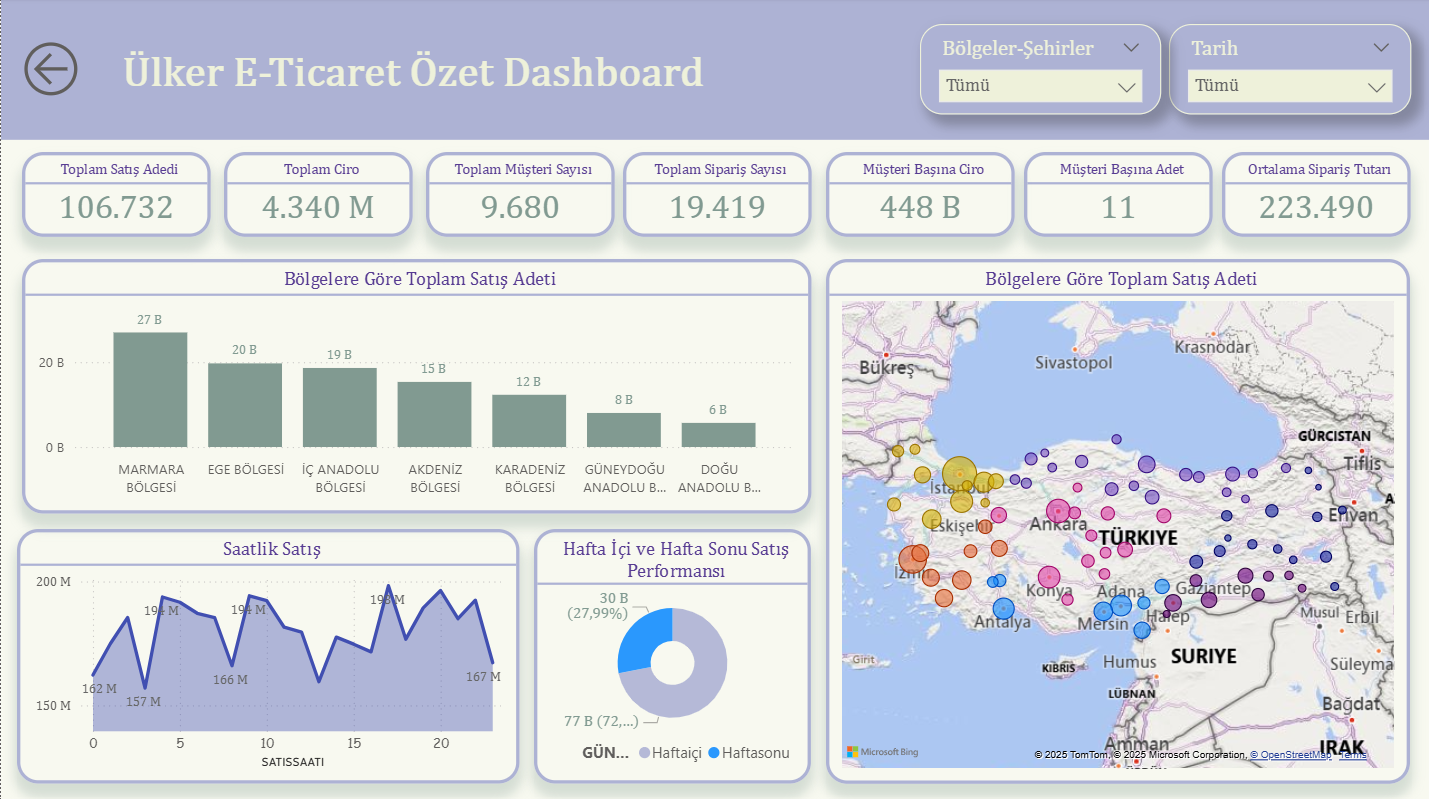 Ülker E-Ticaret Özet Dashboard
Bölgeler-Şehirler
Tümü
Tarih
Tümü
Toplam Satış Adedi
106.732
Toplam Ciro
4.340 M
Toplam Müşteri Sayısı
9.680
Toplam Sipariş Sayısı
19.419
Müşteri Başına Ciro
448 B
Müşteri Başına Adet
11
Ortalama Sipariş Tutarı
223.490
Bölgelere Göre Toplam Satış Adeti
27 B
20 B
19 B
15 B
12 B
8 B
6 B
20 B
0 B
MARMARA
BÖLGESİ
EGE BÖLGESİ
İÇ ANADOLU
BÖLGESİ
AKDENİZ
BÖLGESİ
KARADENİZ
BÖLGESİ
GÜNEYDOĞU
ANADOLU B...
DOĞU
ANADOLU B...
Bölgelere Göre Toplam Satış Adeti
Sivastopol
Krasnodar
Bükreş
GÜRCISTAN
Tiflis
İstanbul
Erivan
Eskişehir
Ankara
TÜRKIYE
İzmir
Konya
Adana
Gaziantep
Antalya
Mersin
Halep
Musul
Erbil
Girit
KIBRIS
Humus
SURIYE
Süleyma
LÜBNAN
Bağdat
Amman
IRAK
Microsoft Bing
© 2025 TomTom, © 2025 Microsoft Corporation, © OpenStreetMap Terms
Saatlik Satış
200 M
150 M
162 M
157 M
194 M
166 M
194 M
198 M
167 M
0
5
10
15
20
SATISSAATI
Hafta İçi ve Hafta Sonu Satış
Performansı
30 B
(27,99%)
77 B (72,...)
GÜN...
Haftaiçi
Haftasonu